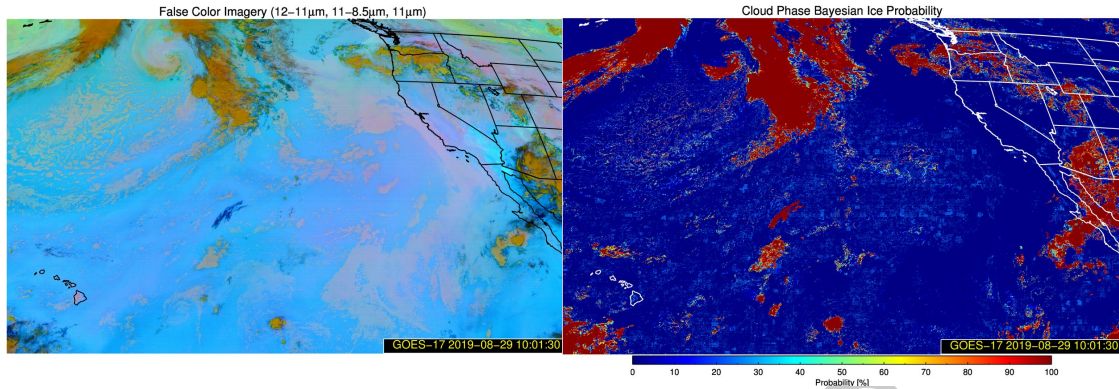 False Color Imagery (12−11μm, 11−8.5μm, 11μm)
Cloud Phase Bayesian Ice Probability
GOES−17 2019−08−29 10:01:30
GOES−17 2019−08−29 10:01:30
0 10 20 30 40 50 60 70 80 90 100
Probability [%]